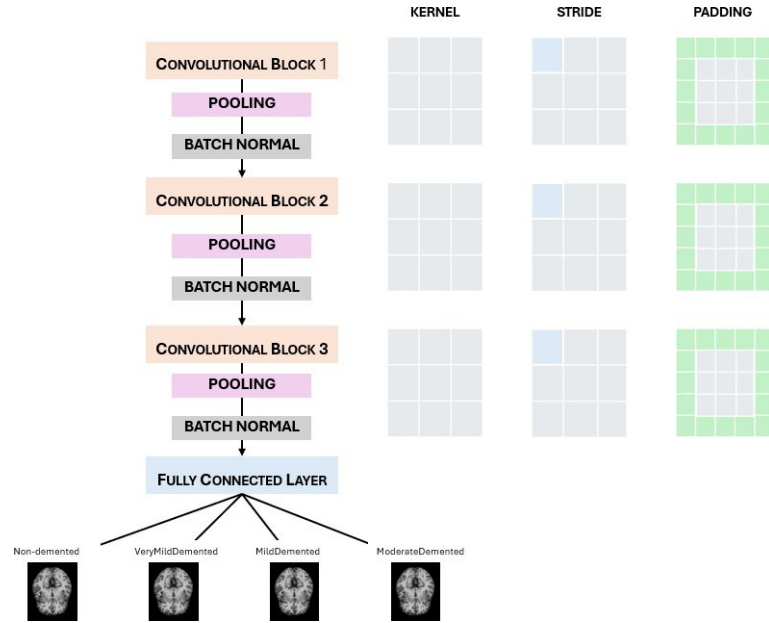 KERNEL STRIDE PADDING
CONVOLUTIONAL BLOCK 1
POOLING
BATCH NORMAL
CONVOLUTIONAL BLOCK 2
POOLING
BATCH NORMAL
CONVOLUTIONAL BLOCK 3
POOLING
BATCH NORMAL
FULLY CONNECTED LAYER
Non-demented VeryMildDemented MildDemented ModerateDemented